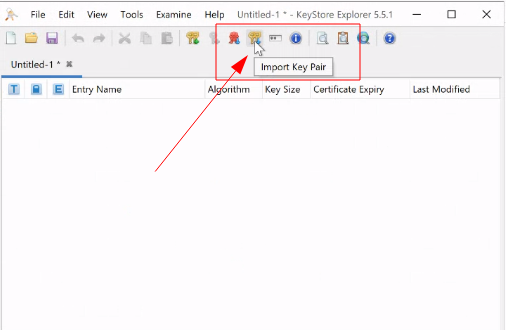 File Edit View Tools Examine Help Untitled-1 * - KeyStore Explorer 5.5.1
Untitled-1 *
Import Key Pair
T E Entry Name Algorithm Key Size Certificate Expiry Last Modified